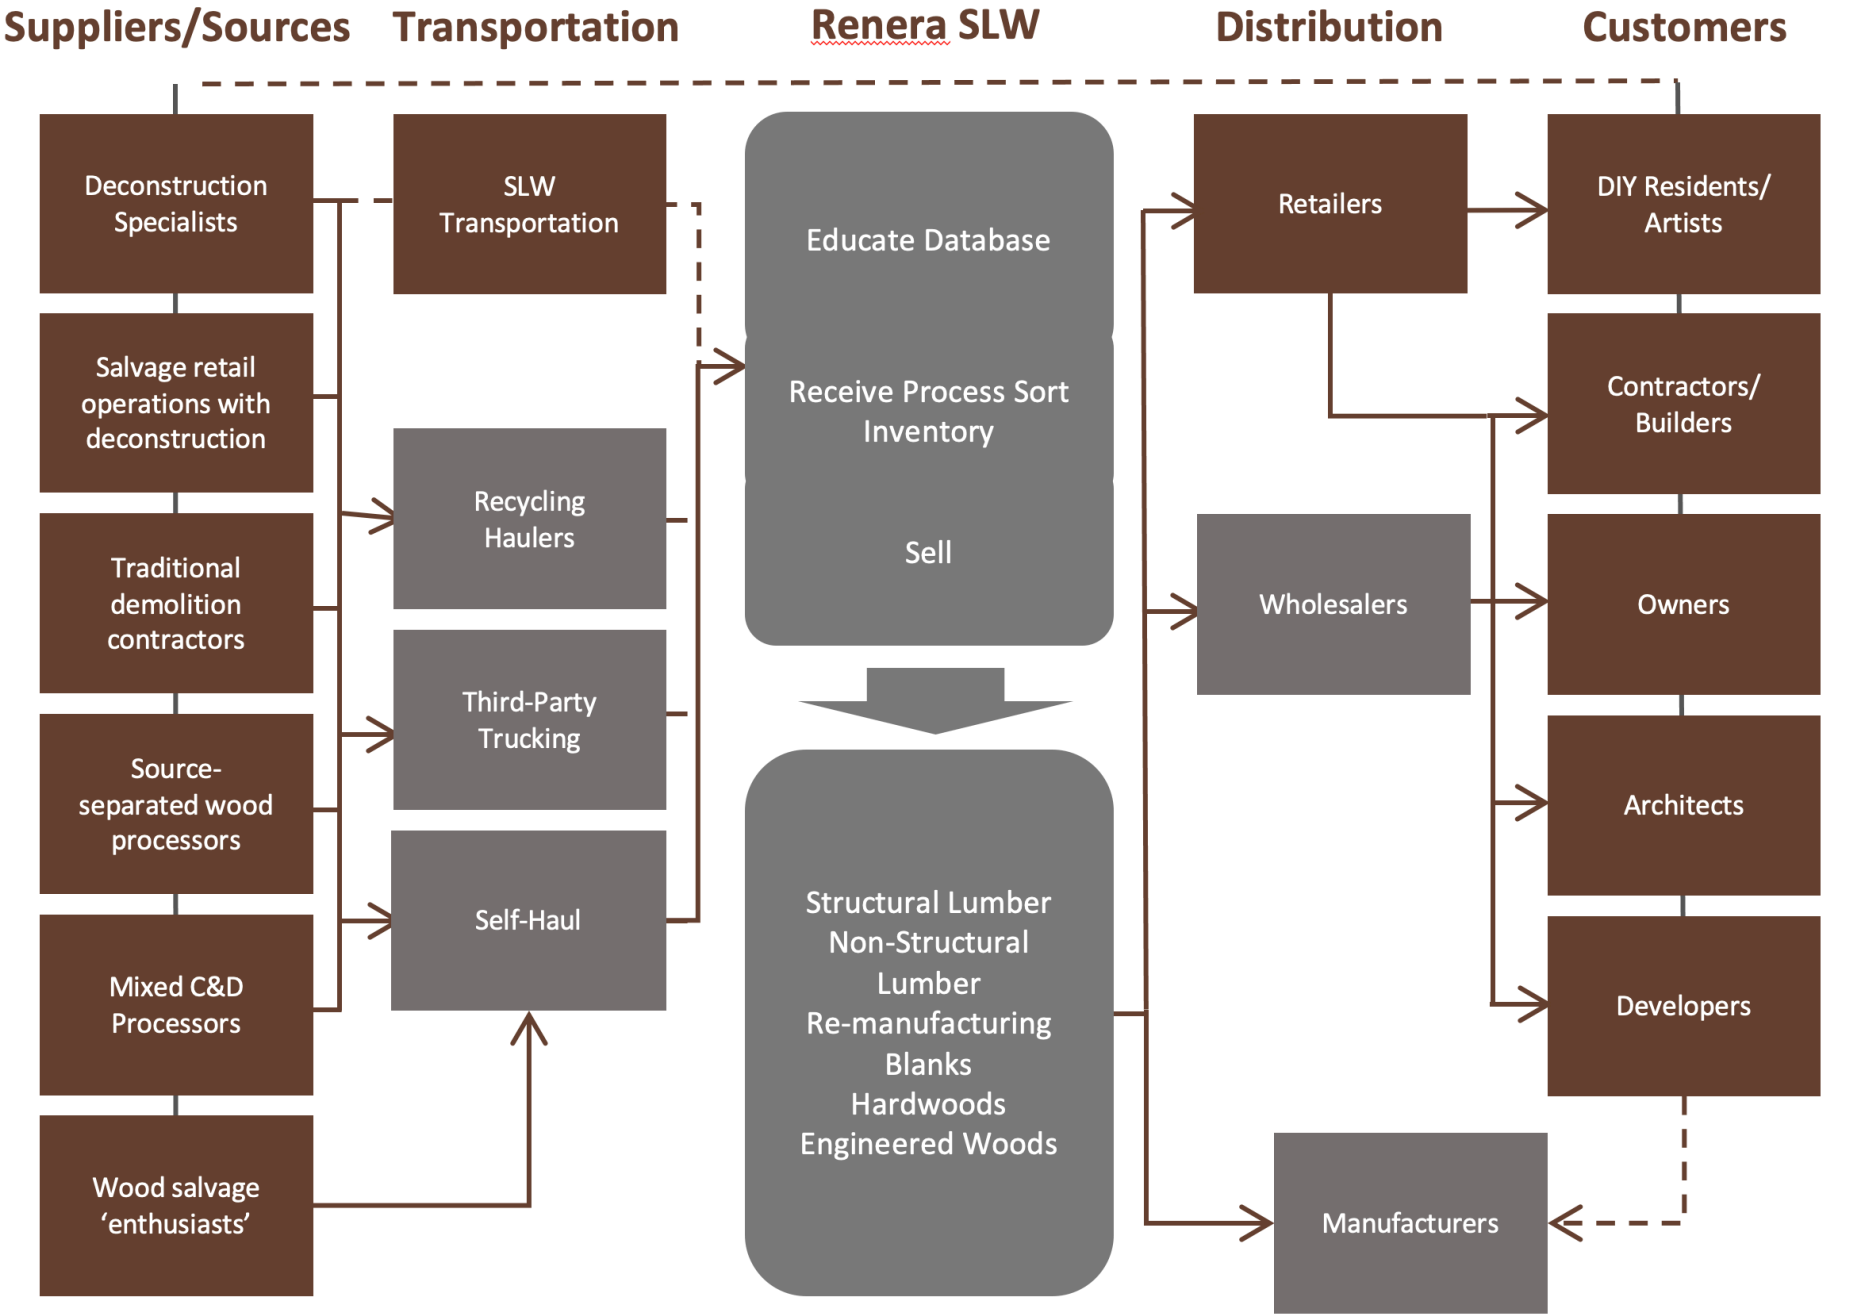 Suppliers/Sources
Transportation
Renera SLW
Distribution
Customers
Deconstruction
Specialists
Salvage retail
operations with
deconstruction
Traditional
demolition
contractors
Source-
separated wood
processors
Mixed C&D
Processors
Wood salvage
‘enthusiasts’
SLW
Transportation
Recycling
Haulers
Third-Party
Trucking
Self-Haul
Educate Database
Receive Process Sort
Inventory
Sell
Structural Lumber
Non-Structural
Lumber
Re-manufacturing
Blanks
Hardwoods
Engineered Woods
Retailers
Wholesalers
Manufacturers
DIY Residents/
Artists
Contractors/
Builders
Owners
Architects
Developers